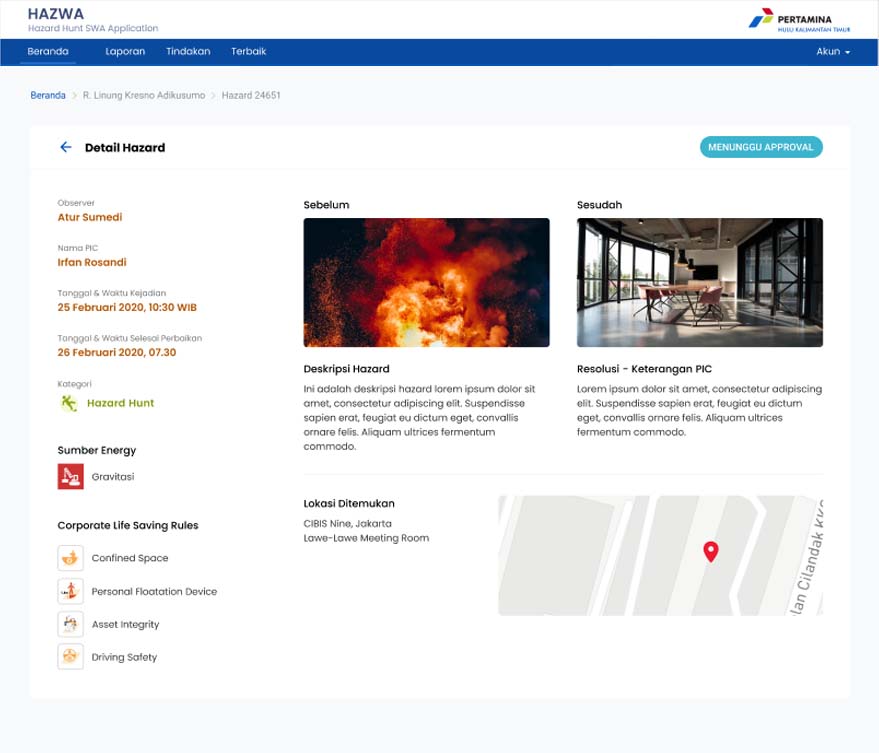 HAZWA
Hazard Hunt SWA Application
PERTAMINA
HULU KALIMANTAN TIMUR
Beranda
Laporan
Tindakan
Terbaik
Akun
Beranda > R. Linung Kresno Adikusumo > Hazard 24651
Detail Hazard
MENUNGGU APPROVAL
Observer
Atur Sumedi
Nama PIC
Irfan Rosandi
Tanggal & Waktu Kejadian
25 Februari 2020, 10:30 WIB
Tanggal & Waktu Selesai Perbaikan
26 Februari 2020, 07.30
Kategori
Hazard Hunt
Sumber Energy
Gravitasi
Corporate Life Saving Rules
Confined Space
Personal Floatation Device
Asset Integrity
Driving Safety
Sebelum
Deskripsi Hazard
Ini adalah deskripsi hazard lorem ipsum dolor sit
amet, consectetur adipiscing elit. Suspendisse
sapien erat, feugiat eu dictum eget, convallis
ornare felis. Aliquam ultrices fermentum
commodo.
Sesudah
Resolusi - Keterangan PIC
Lorem ipsum dolor sit amet, consectetur adipiscing
elit. Suspendisse sapien erat, feugiat eu dictum
eget, convallis ornare felis. Aliquam ultrices
fermentum commodo.
Lokasi Ditemukan
CIBIS Nine, Jakarta
Lawe-Lawe Meeting Room
lan Cilandak KK